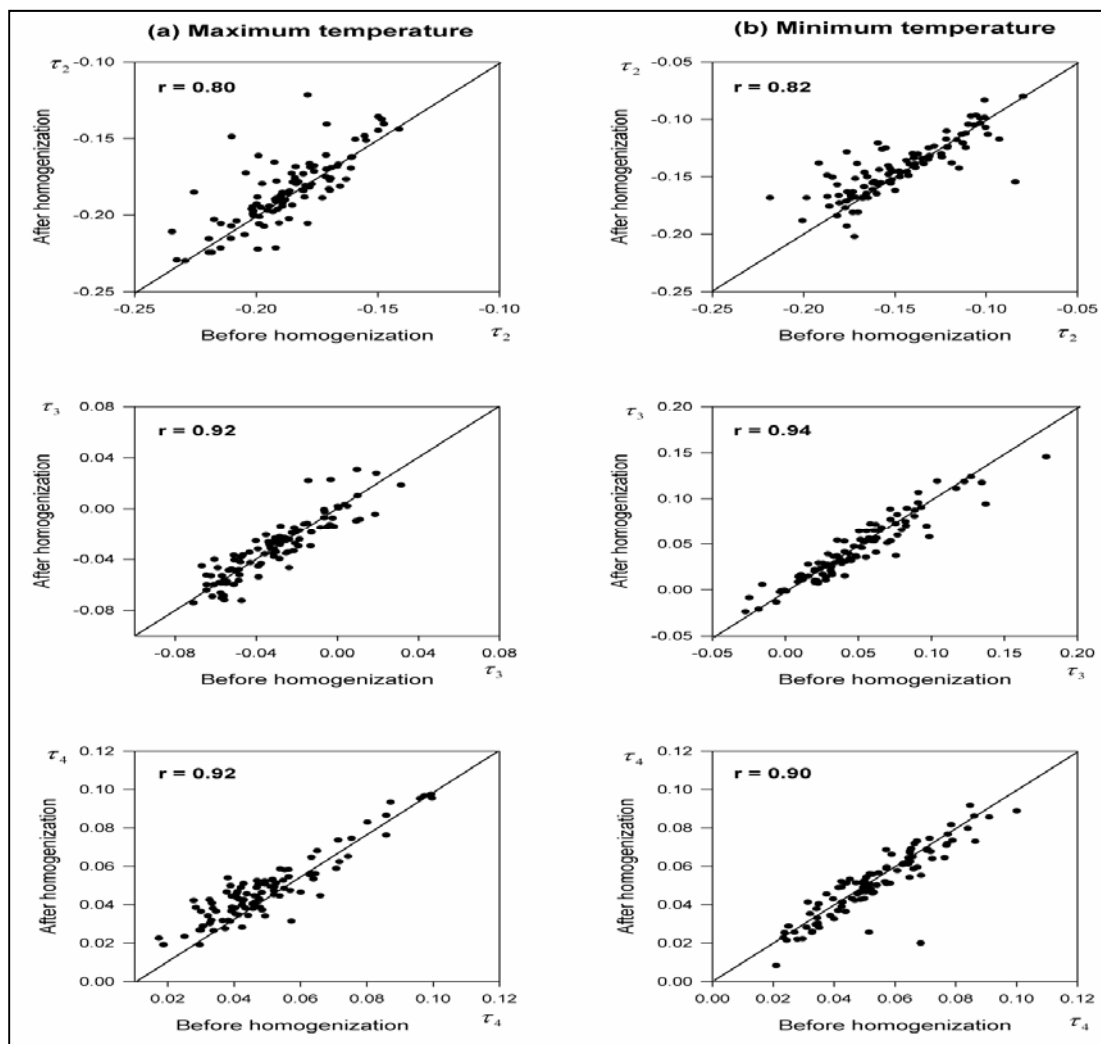 (a) Maximum temperature
(b) Minimum temperature
τ2
-0.10
r = 0.80
-0.15
After homogenization
-0.20
-0.25
-0.25 -0.20 -0.15 -0.10
Before homogenization τ2
τ2
-0.05
r = 0.82
-0.10
After homogenization
-0.15
-0.20
-0.25
-0.25 -0.20 -0.15 -0.10 -0.05
Before homogenization τ2
τ3
0.08
r = 0.92
0.04
After homogenization
0.00
-0.04
-0.08
-0.08 -0.04 0.00 0.04 0.08
Before homogenization τ3
τ3
0.20
r = 0.94
0.15
After homogenization
0.10
0.05
0.00
-0.05
-0.05 0.00 0.05 0.10 0.15 0.20
Before homogenization τ3
τ4
0.12
r = 0.92
0.10
After homogenization
0.08
0.06
0.04
0.02
0.00
0.02 0.04 0.06 0.08 0.10 0.12
Before homogenization τ4
τ4
0.12
r = 0.90
0.10
After homogenization
0.08
0.06
0.04
0.02
0.00
0.00 0.02 0.04 0.06 0.08 0.10 0.12
Before homogenization τ4